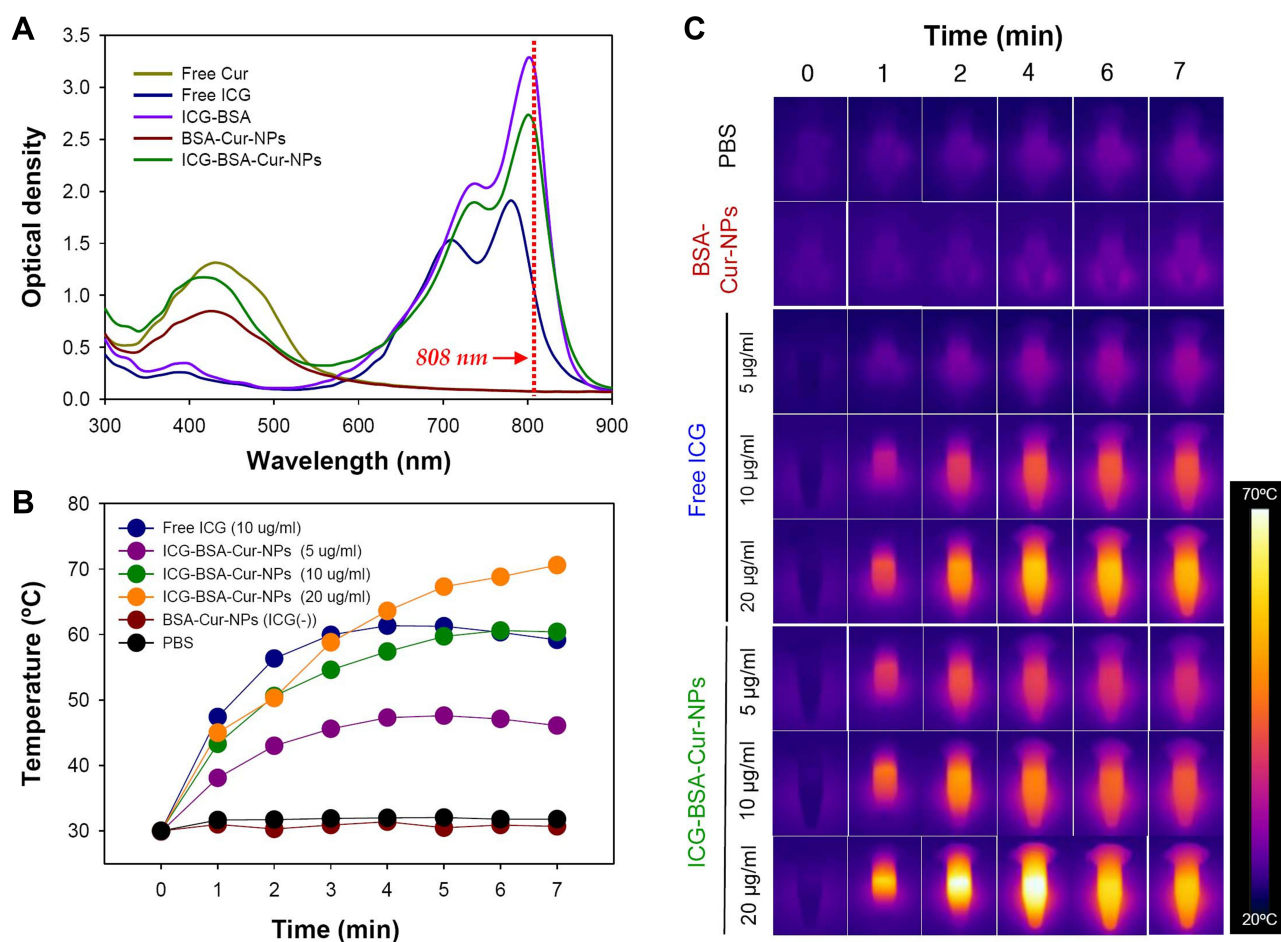 A
3.5
3.0
2.5
2.0
1.5
1.0
0.5
0.0
Optical density
Free Cur
Free ICG
ICG-BSA
BSA-Cur-NPs
ICG-BSA-Cur-NPs
808 nm
300 400 500 600 700 800 900
Wavelength (nm)
B
80
70
60
50
40
30
Temperature (ºC)
Free ICG (10 ug/ml)
ICG-BSA-Cur-NPs (5 ug/ml)
ICG-BSA-Cur-NPs (10 ug/ml)
ICG-BSA-Cur-NPs (20 ug/ml)
BSA-Cur-NPs (ICG(-))
PBS
0 1 2 3 4 5 6 7
Time (min)
C
Time (min)
0 1 2 4 6 7
PBS
BSA-
Cur-NPs
Free ICG
5 µg/ml
10 µg/ml
20 µg/ml
ICG-BSA-Cur-NPs
5 µg/ml
10 µg/ml
20 µg/ml
70ºC
20ºC